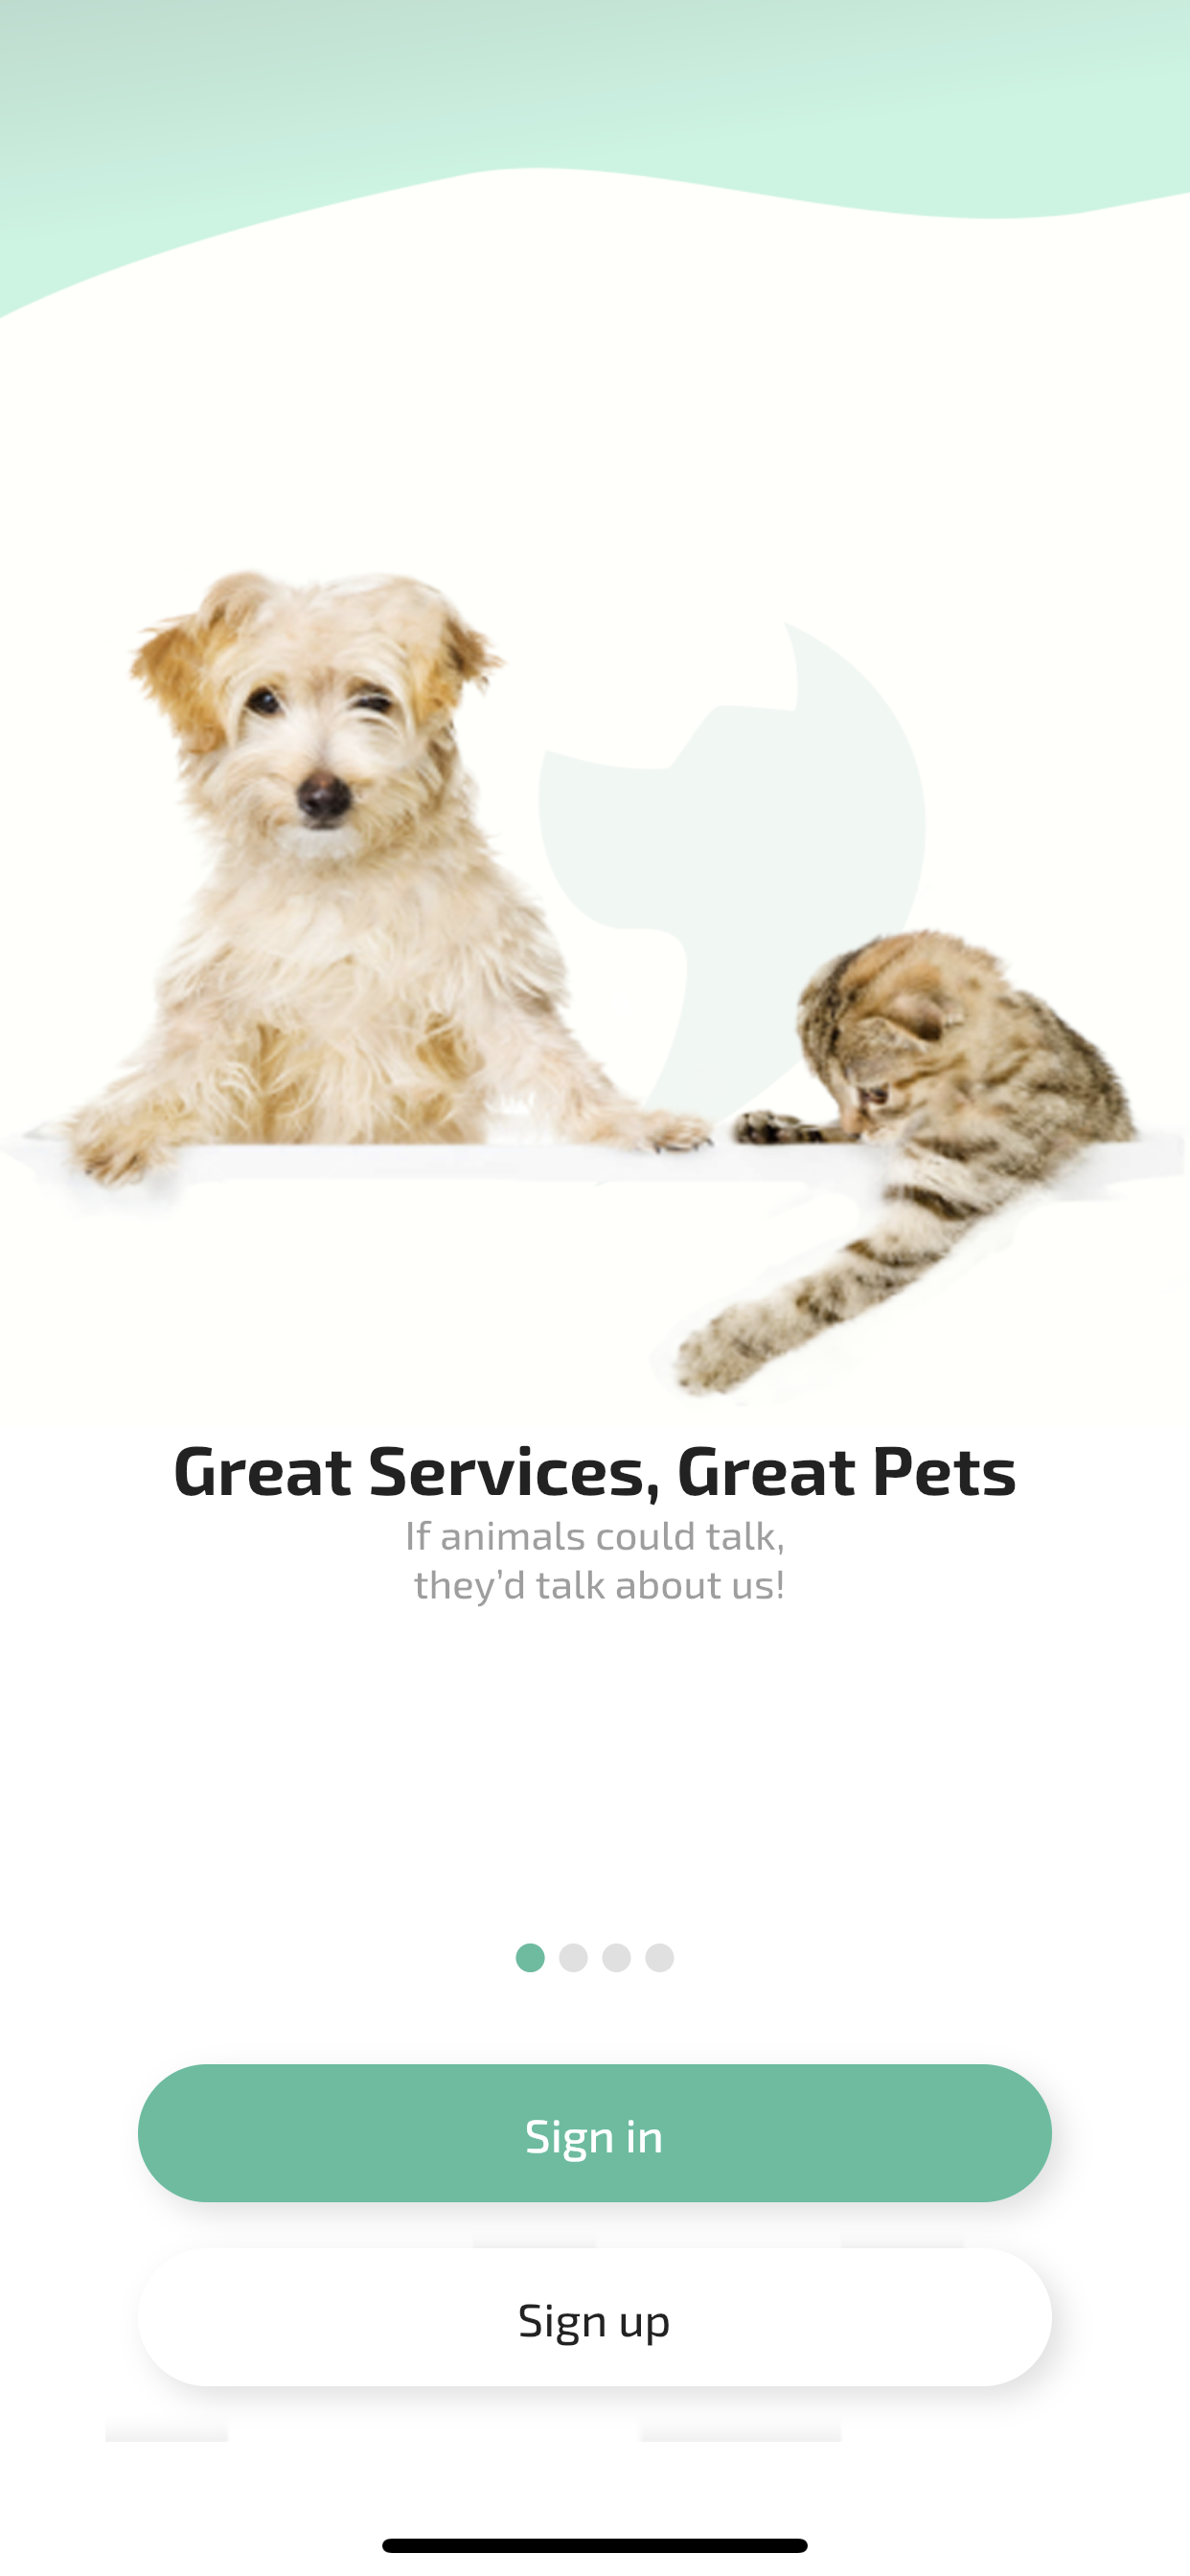 Great Services, Great Pets
If animals could talk,
they’d talk about us!
Sign in
Sign up